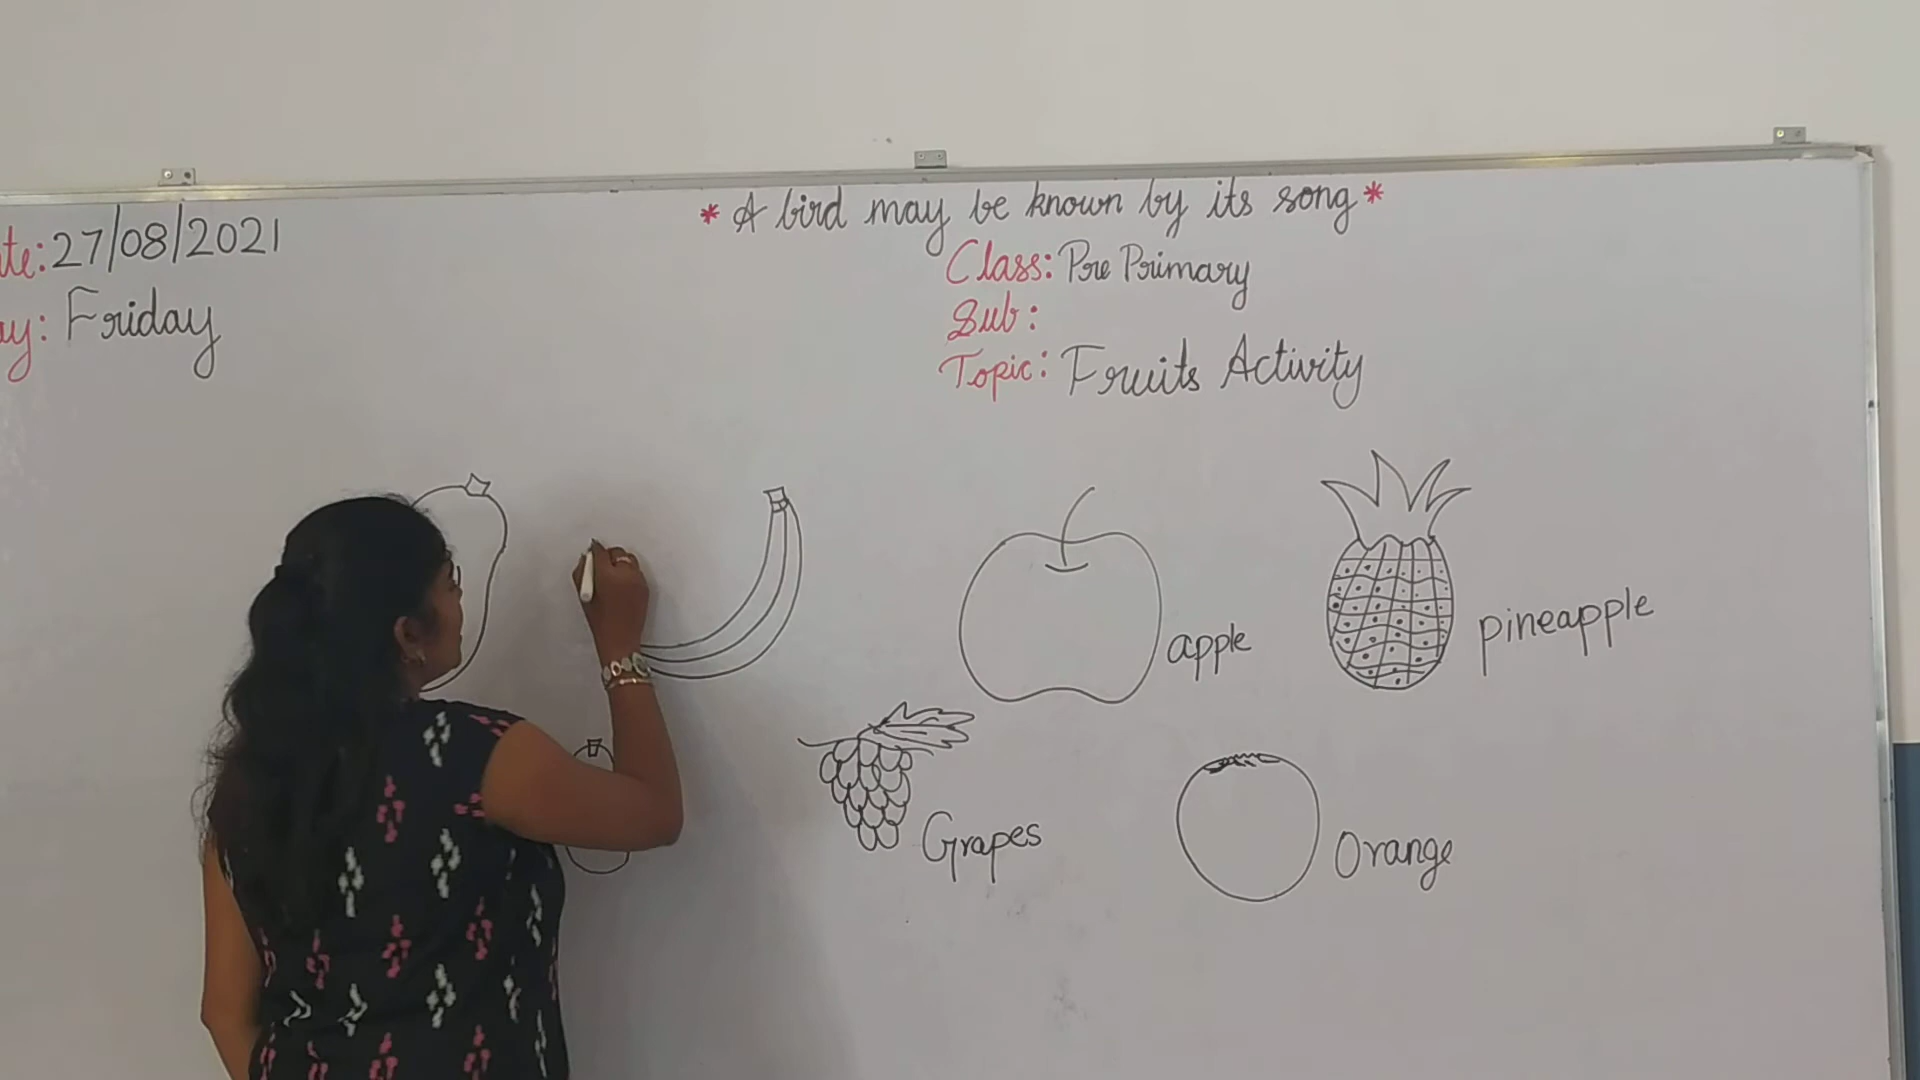 * A bird may be known by its song *
te: 27/08/2021
ay: Friday
Class: Pre Primary
Sub:
Topic: Fruits Activity
apple
pineapple
Grapes
Orange